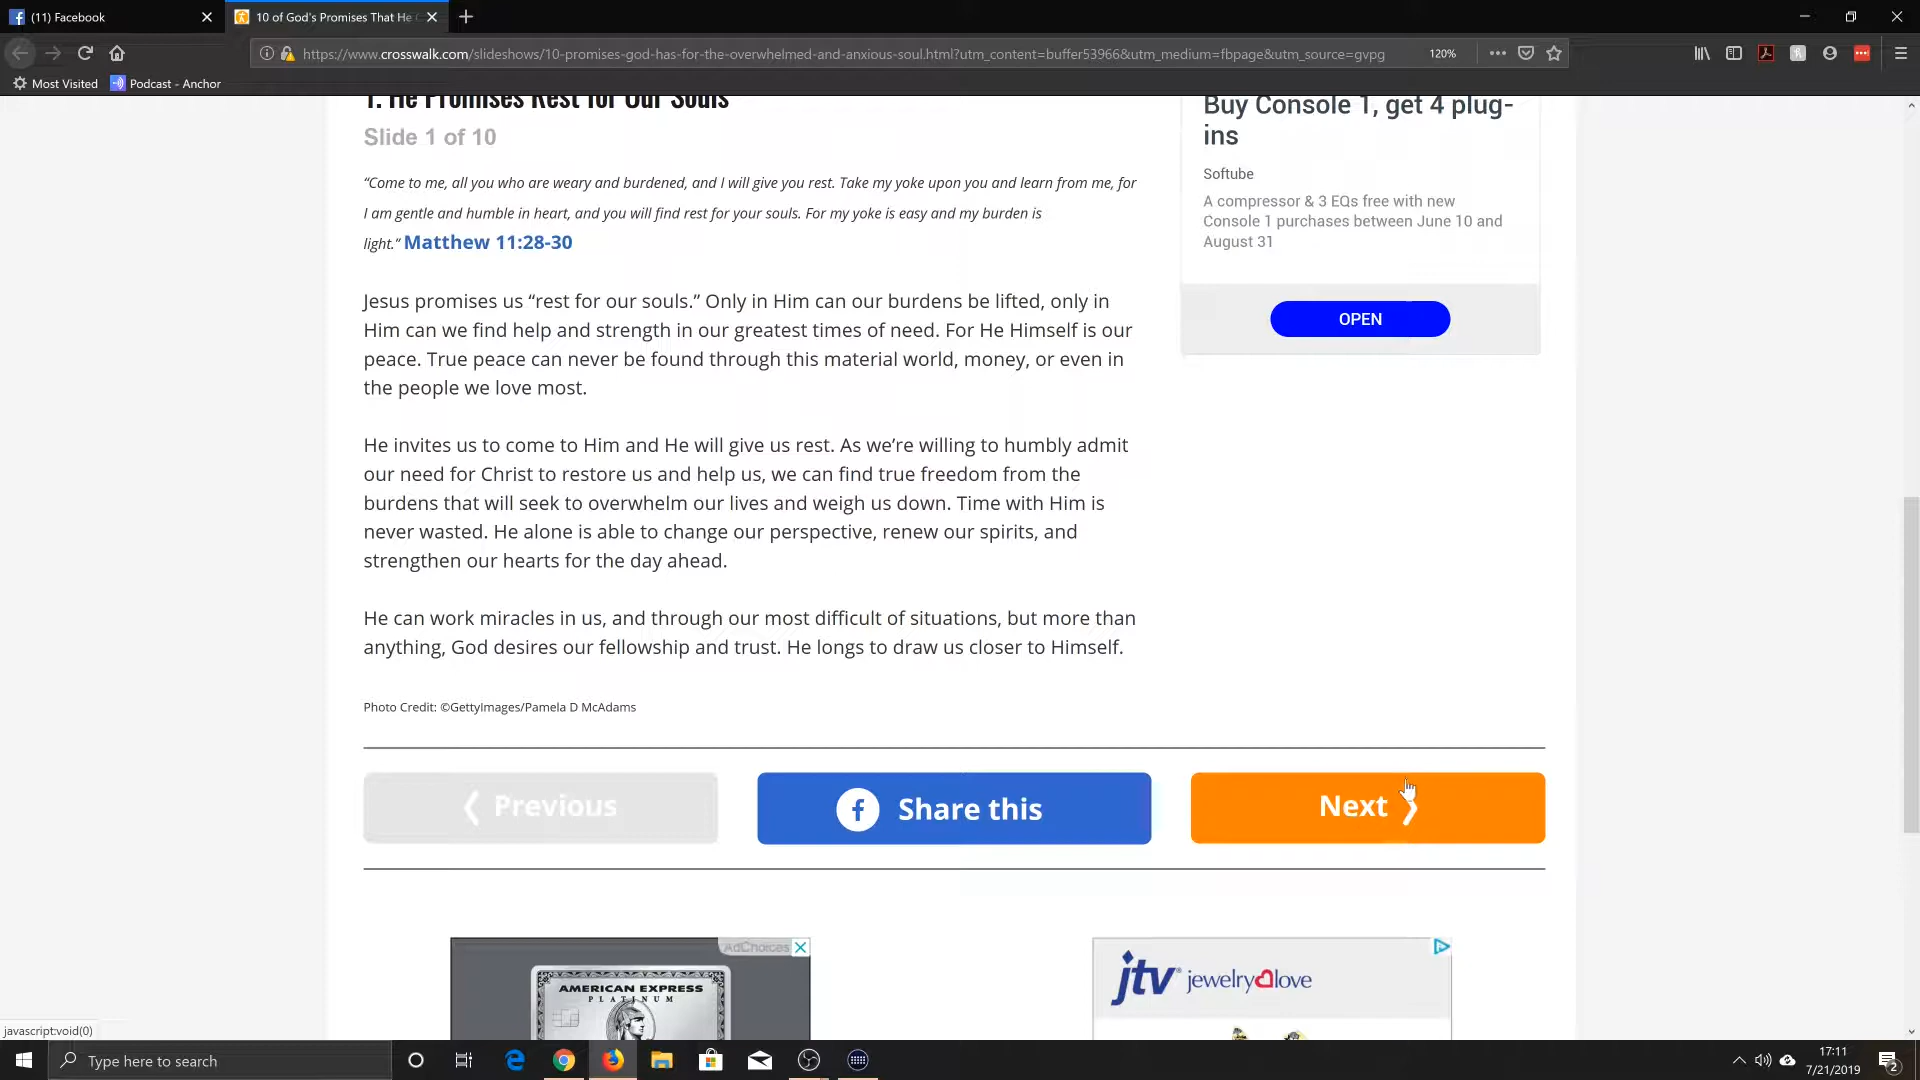 (11) Facebook
10 of God's Promises That He
https://www.crosswalk.com/slideshows/10-promises-god-has-for-the-overwhelmed-and-anxious-soul.html?utm_content=buffer53966&utm_medium=fbpage&utm_source=gvpg
120%
Most Visited
Podcast - Anchor
1. He Promises Rest for Our Souls
Slide 1 of 10
“Come to me, all you who are weary and burdened, and I will give you rest. Take my yoke upon you and learn from me, for
I am gentle and humble in heart, and you will find rest for your souls. For my yoke is easy and my burden is
light.” Matthew 11:28-30
Jesus promises us “rest for our souls.” Only in Him can our burdens be lifted, only in
Him can we find help and strength in our greatest times of need. For He Himself is our
peace. True peace can never be found through this material world, money, or even in
the people we love most.
He invites us to come to Him and He will give us rest. As we’re willing to humbly admit
our need for Christ to restore us and help us, we can find true freedom from the
burdens that will seek to overwhelm our lives and weigh us down. Time with Him is
never wasted. He alone is able to change our perspective, renew our spirits, and
strengthen our hearts for the day ahead.
He can work miracles in us, and through our most difficult of situations, but more than
anything, God desires our fellowship and trust. He longs to draw us closer to Himself.
Photo Credit: ©GettyImages/Pamela D McAdams
Buy Console 1, get 4 plug-
ins
Softube
A compressor & 3 EQs free with new
Console 1 purchases between June 10 and
August 31
OPEN
Previous
Share this
Next
AdChoices
AMERICAN EXPRESS
PLATINUM
jtv jewelry love
javascript:void(0)
Type here to search
17:11
7/21/2019
2